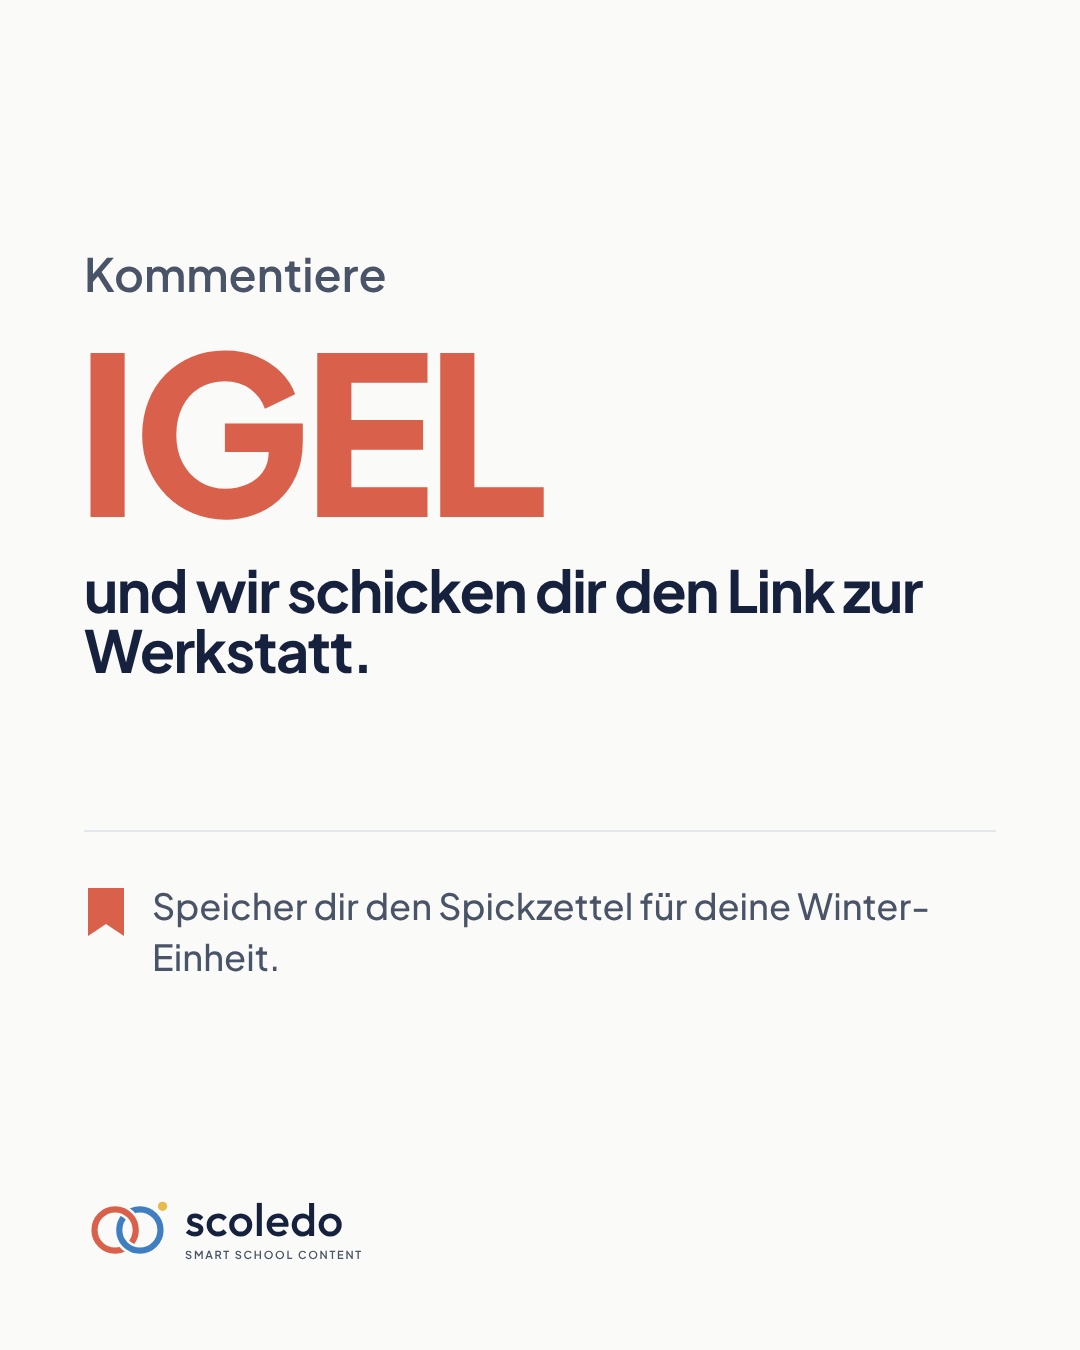 Kommentiere
IGEL
und wir schicken dir den Link zur
Werkstatt.
Speicher dir den Spickzettel für deine Winter-
Einheit.
scoledo
SMART SCHOOL CONTENT